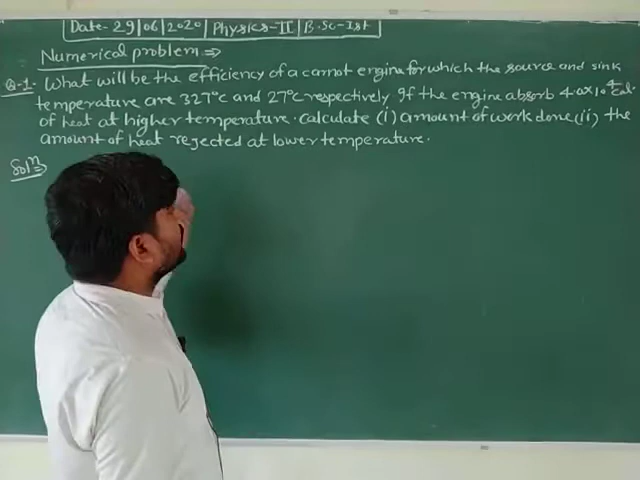 Date-29/06/2020 | Physics-II | B.Sc-Ist
Numerical problem ⇒
Q-1. What will be the efficiency of a carnot engine for which the source and sink
temperature are 327°c and 27°c respectively If the engine absorb 4.0x10⁴ Cal.
of heat at higher temperature. calculate (i) amount of work done (ii) the
amount of heat rejected at lower temperature.
Solⁿ⇒